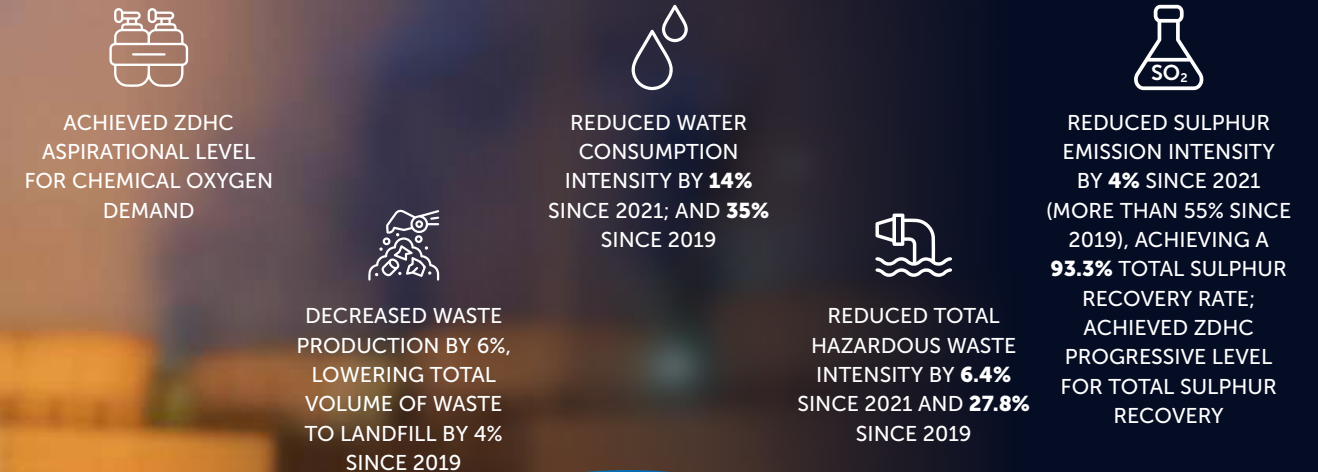 ACHIEVED ZDHC
ASPIRATIONAL LEVEL
FOR CHEMICAL OXYGEN
DEMAND
DECREASED WASTE
PRODUCTION BY 6%,
LOWERING TOTAL
VOLUME OF WASTE
TO LANDFILL BY 4%
SINCE 2019
REDUCED WATER
CONSUMPTION
INTENSITY BY 14%
SINCE 2021; AND 35%
SINCE 2019
REDUCED TOTAL
HAZARDOUS WASTE
INTENSITY BY 6.4%
SINCE 2021 AND 27.8%
SINCE 2019
SO₂
REDUCED SULPHUR
EMISSION INTENSITY
BY 4% SINCE 2021
(MORE THAN 55% SINCE
2019), ACHIEVING A
93.3% TOTAL SULPHUR
RECOVERY RATE;
ACHIEVED ZDHC
PROGRESSIVE LEVEL
FOR TOTAL SULPHUR
RECOVERY